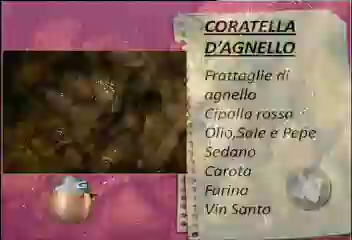 CORATELLA
D'AGNELLO
Frattaglie di
agnello
Cipolla rossa
Olio,Sale e Pepe
Sedano
Carota
Farina
Vin Santo